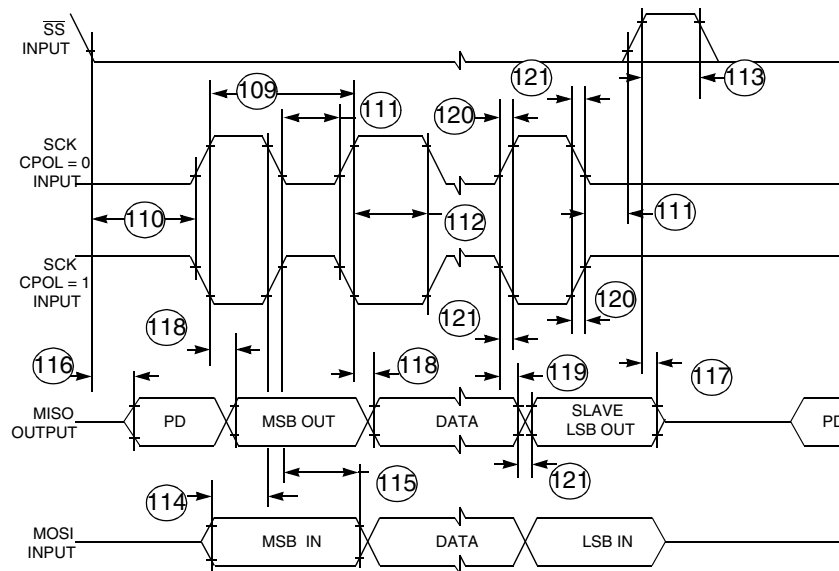 SS
INPUT
121
113
109
111
120
SCK
CPOL = 0
INPUT
110
112
111
SCK
CPOL = 1
INPUT
118
121
120
116
118
119
117
MISO
OUTPUT
PD
MSB OUT
DATA
SLAVE
LSB OUT
PD
114
115
121
MOSI
INPUT
MSB IN
DATA
LSB IN